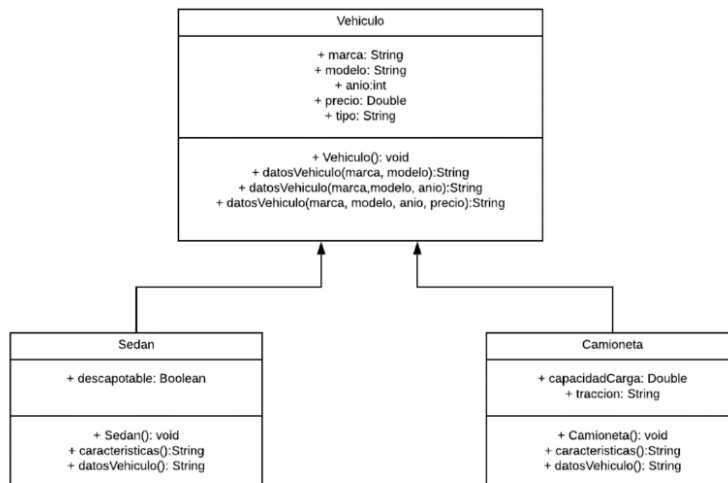 Vehiculo
+ marca: String
+ modelo: String
+ anio:int
+ precio: Double
+ tipo: String
+ Vehiculo(): void
+ datosVehiculo(marca, modelo):String
+ datosVehiculo(marca,modelo, anio):String
+ datosVehiculo(marca, modelo, anio, precio):String
Sedan
+ descapotable: Boolean
+ Sedan(): void
+ caracteristicas():String
+ datosVehiculo(): String
Camioneta
+ capacidadCarga: Double
+ traccion: String
+ Camioneta(): void
+ caracteristicas():String
+ datosVehiculo(): String